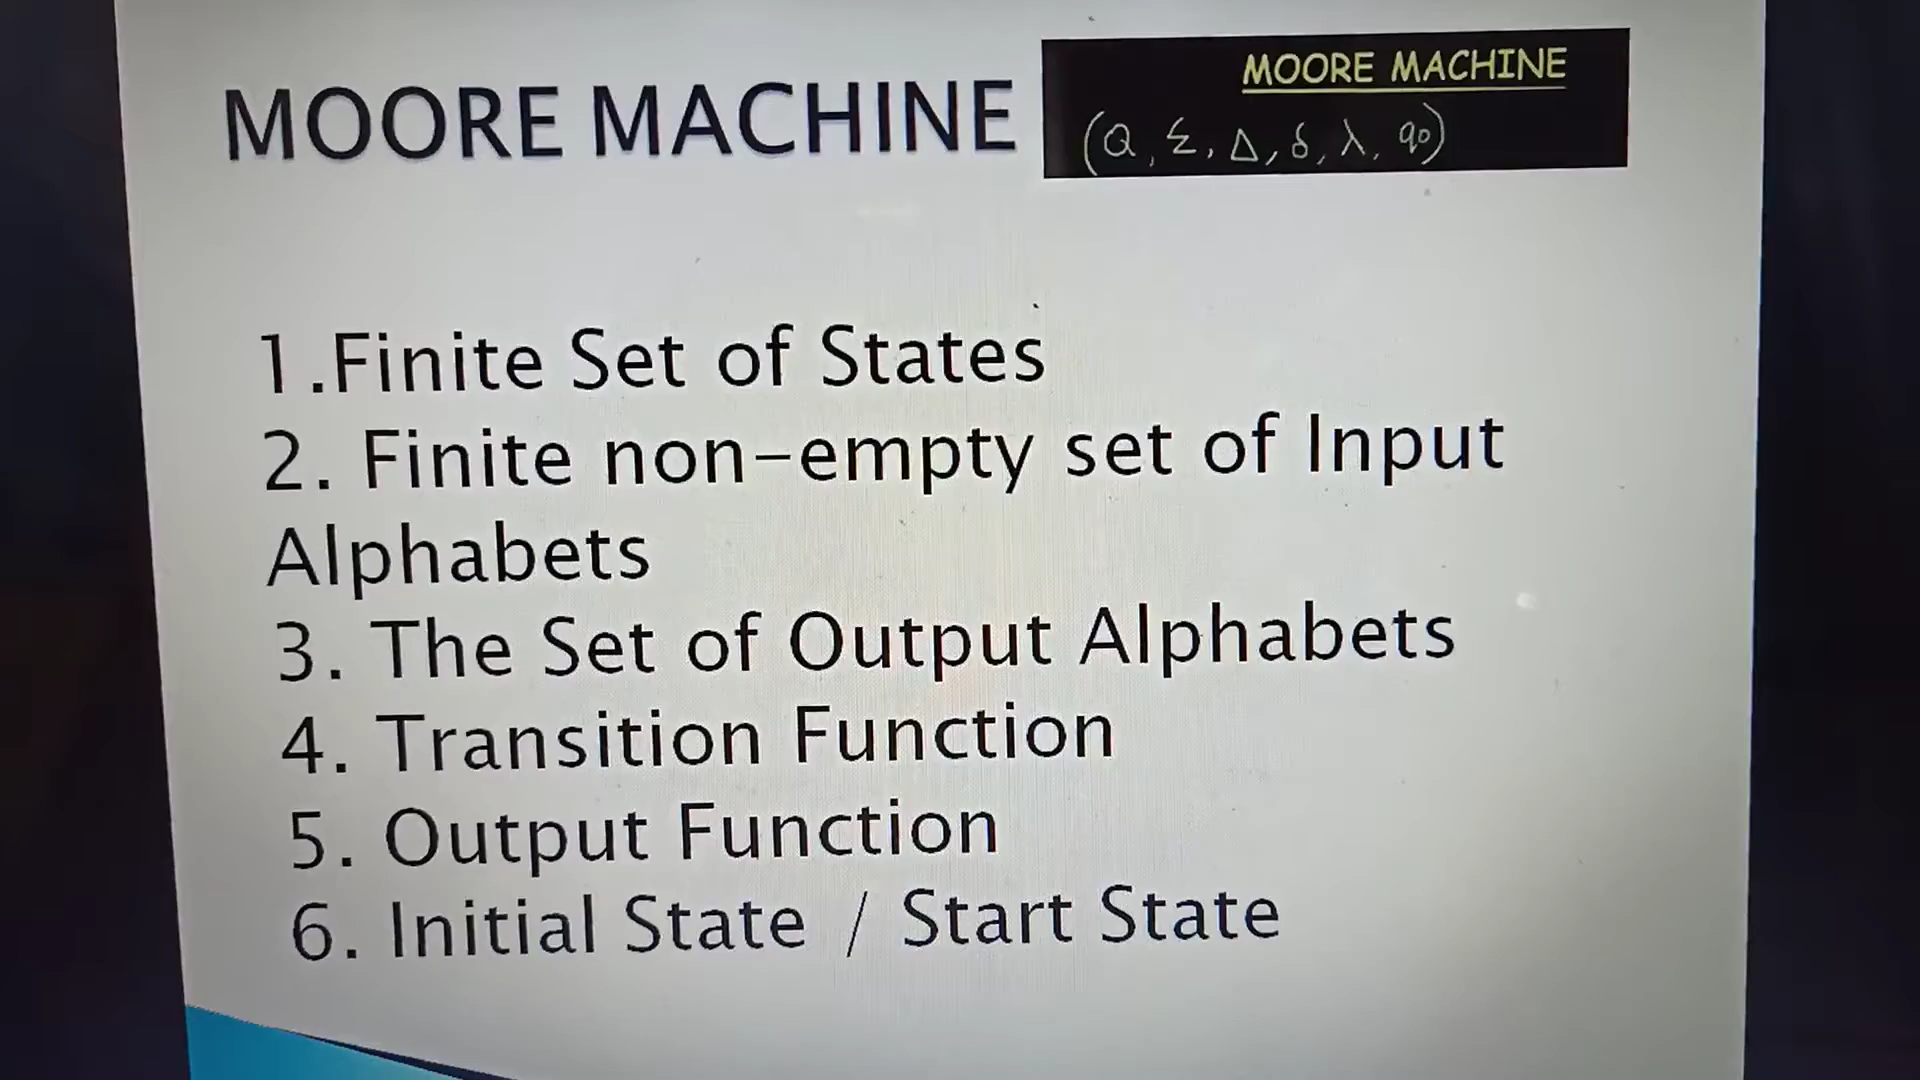 MOORE MACHINE
MOORE MACHINE
(Q, Σ, Δ, δ, λ, q0)
1.Finite Set of States
2. Finite non-empty set of Input
Alphabets
3. The Set of Output Alphabets
4. Transition Function
5. Output Function
6. Initial State / Start State